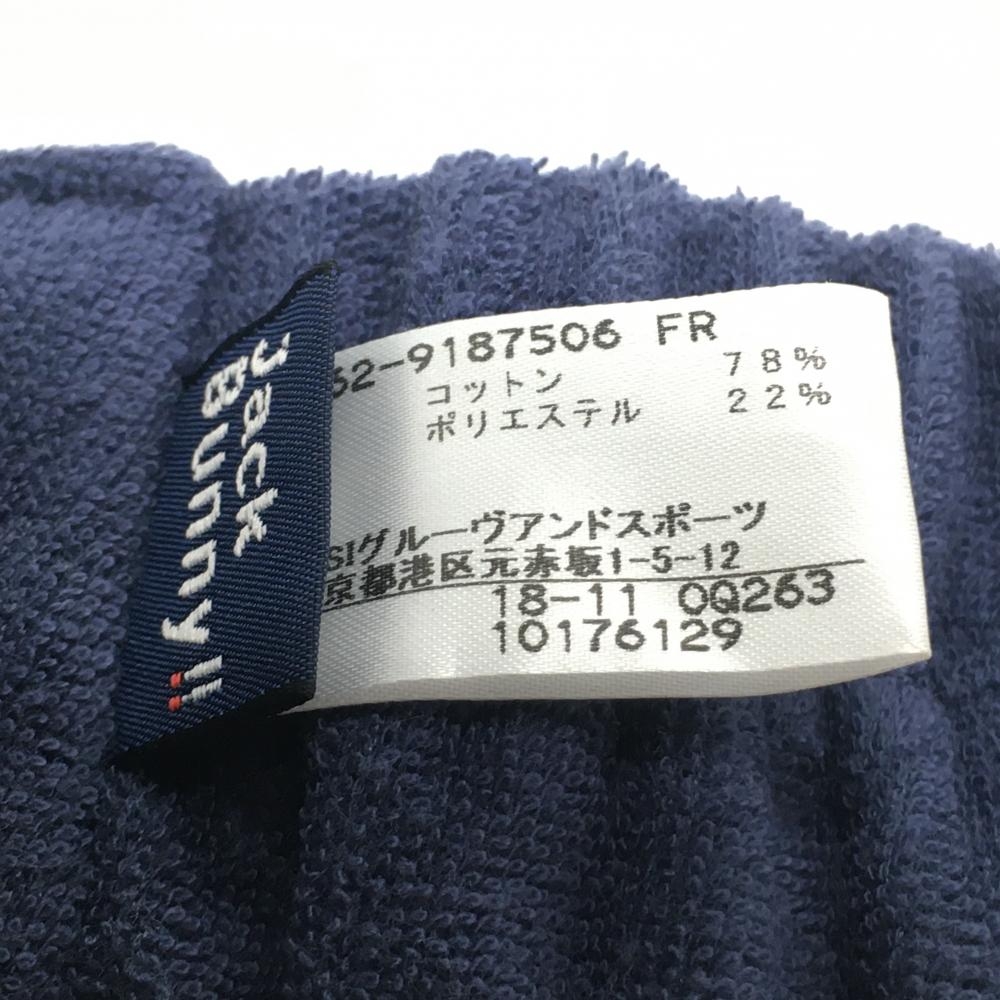 Jack
Bunny!!
62-9187506 FR
コットン 78%
ポリエステル 22%
SIグルーヴアンドスポーツ
京都港区元赤坂1-5-12
18-11 0Q263
10176129